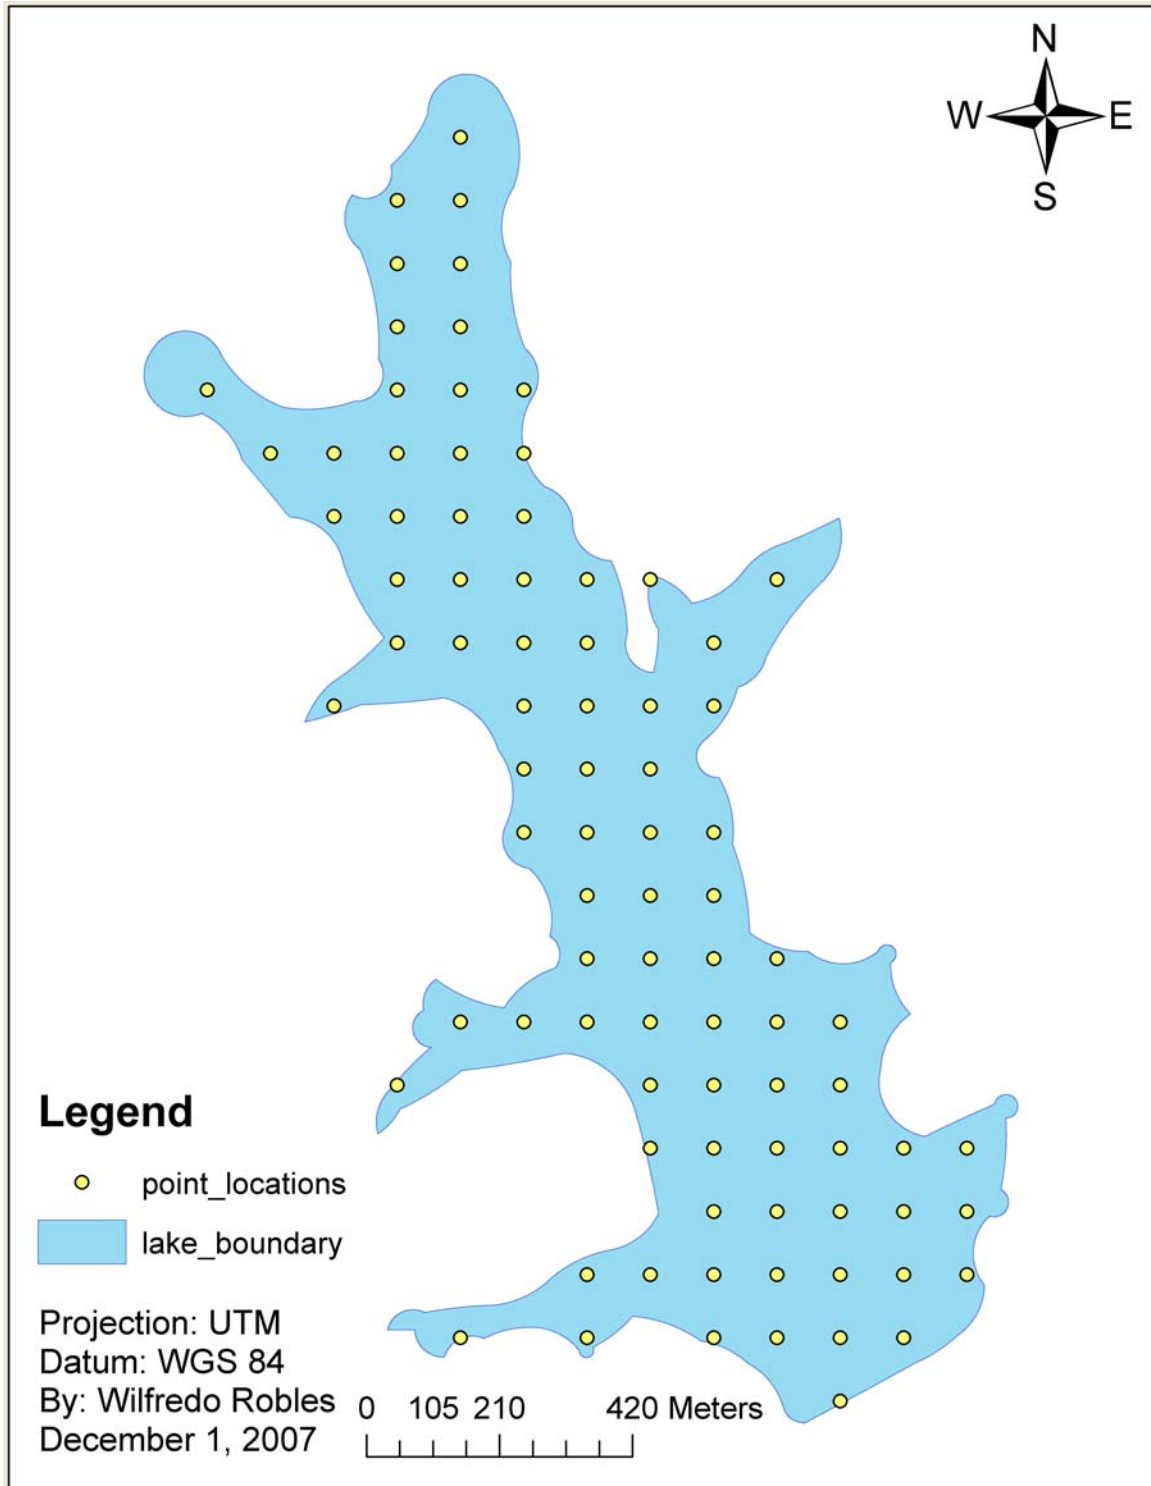 N
W E
S
Legend
point_locations
lake_boundary
Projection: UTM
Datum: WGS 84
By: Wilfredo Robles
December 1, 2007
0 105 210 420 Meters